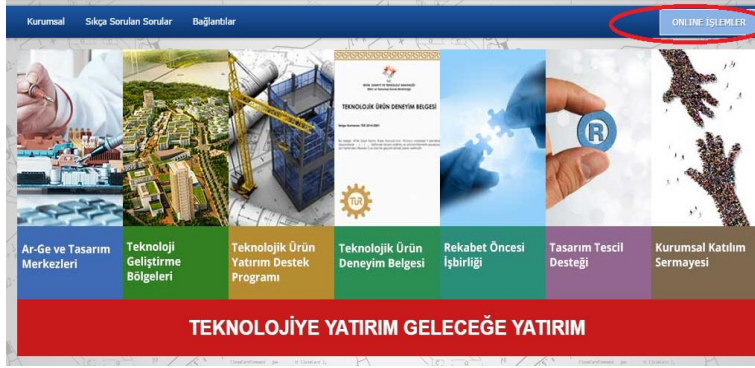 Kurumsal Sıkça Sorulan Sorular Bağlantılar ONLINE İŞLEMLER
TEKNOLOJİK ÜRÜN DENEYİM BELGESİ
TÜR
R
Ar-Ge ve Tasarım
Merkezleri
Teknoloji
Geliştirme
Bölgeleri
Teknolojik Ürün
Yatırım Destek
Programı
Teknolojik Ürün
Deneyim Belgesi
Rekabet Öncesi
İşbirliği
Tasarım Tescil
Desteği
Kurumsal Katılım
Sermayesi
TEKNOLOJİYE YATIRIM GELECEĞE YATIRIM